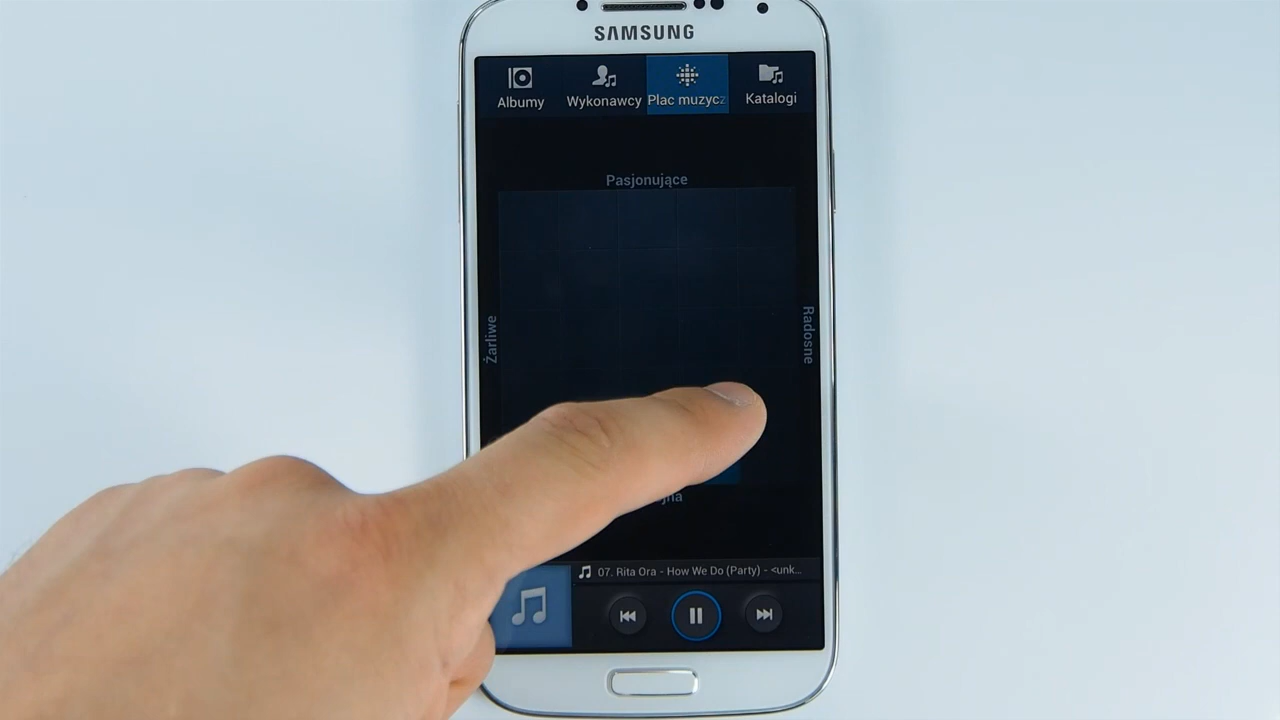 SAMSUNG
Albumy
Wykonawcy
Plac muzycz
Katalogi
Pasjonujące
Żarliwe
Radosne
07. Rita Ora - How We Do (Party) - <unk...